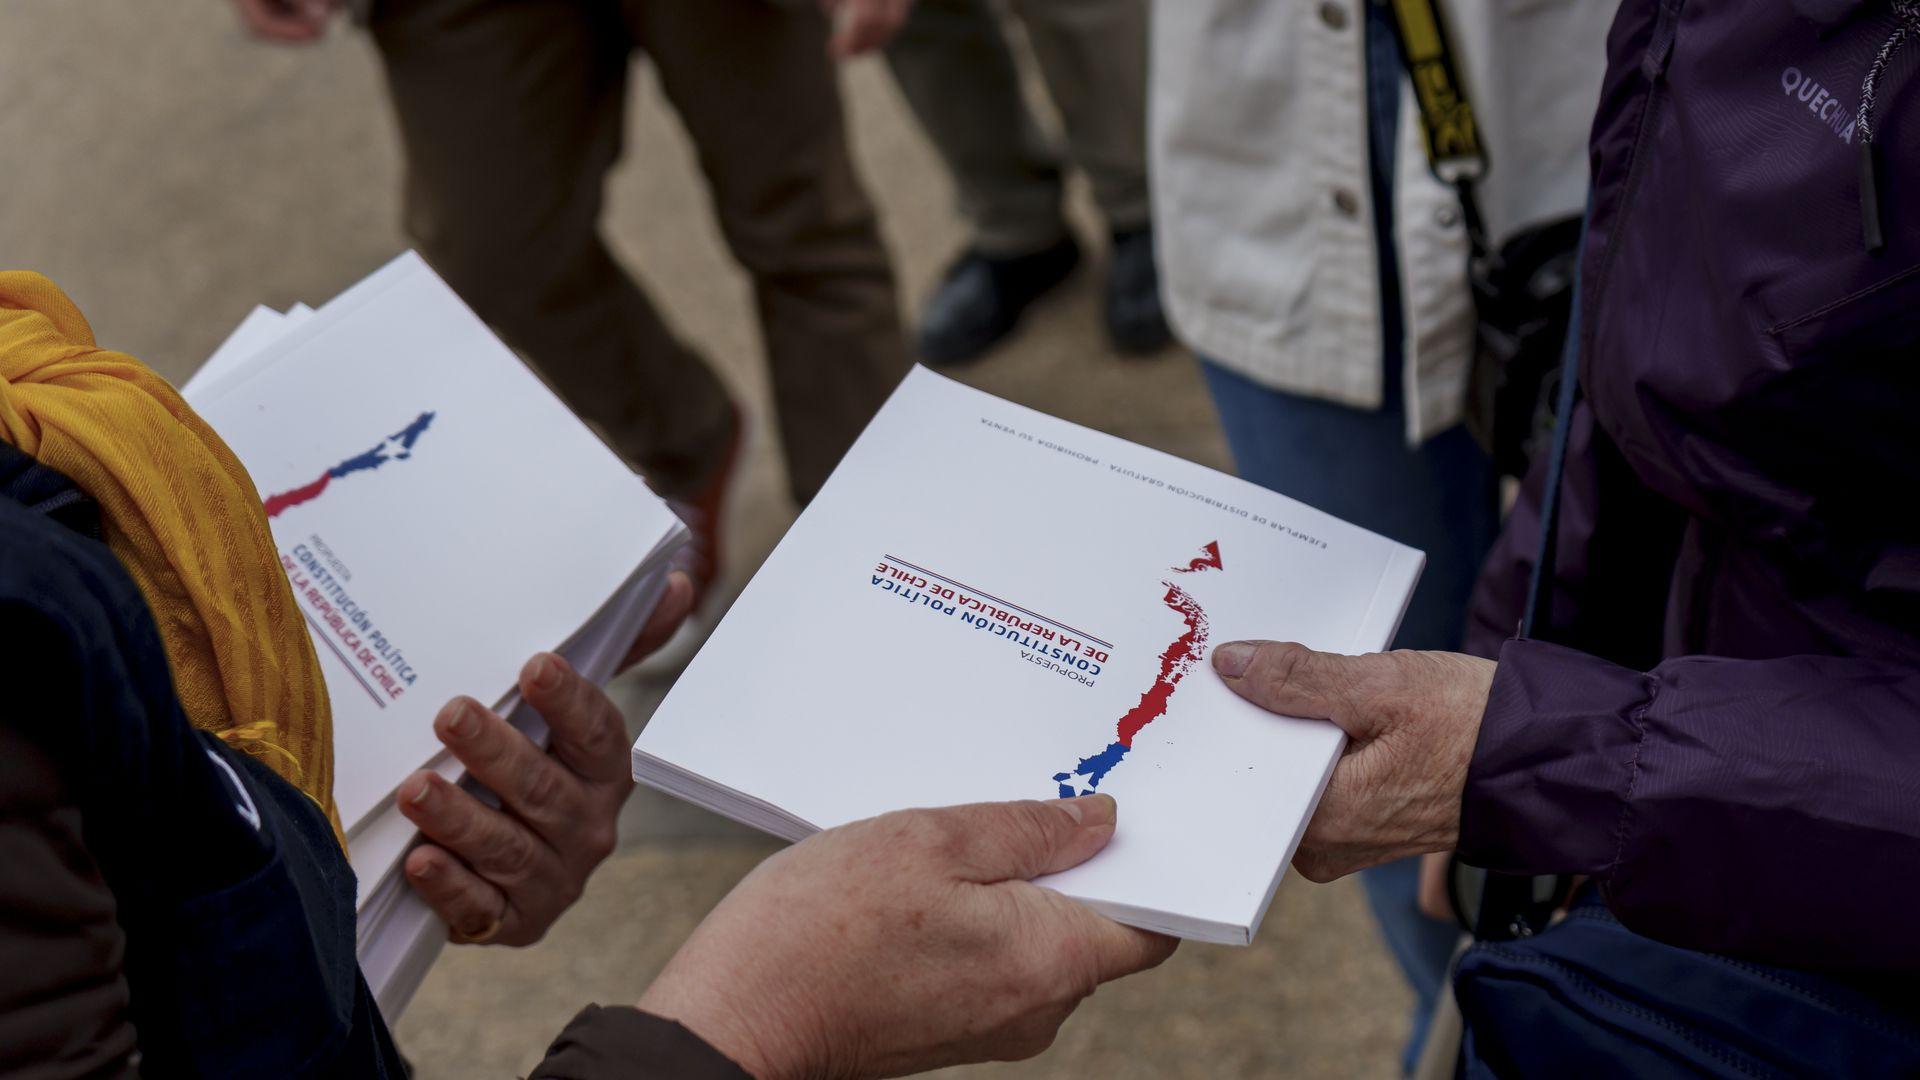 PROPUESTA
CONSTITUCIÓN POLÍTICA
DE LA REPÚBLICA DE CHILE
PROPUESTA
CONSTITUCIÓN POLÍTICA
DE LA REPÚBLICA DE CHILE
EJEMPLAR DE DISTRIBUCIÓN GRATUITA - PROHIBIDA SU VENTA
QUECHUA